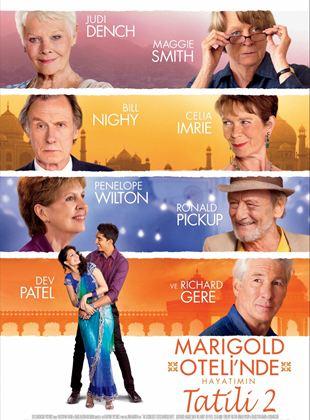 JUDI
DENCH
MAGGIE
SMITH
BILL
NIGHY
CELIA
IMRIE
PENELOPE
WILTON
RONALD
PICKUP
DEV
PATEL
VE RICHARD
GERE
MARIGOLD
OTELİ'NDE
HAYATIMIN
Tatili 2